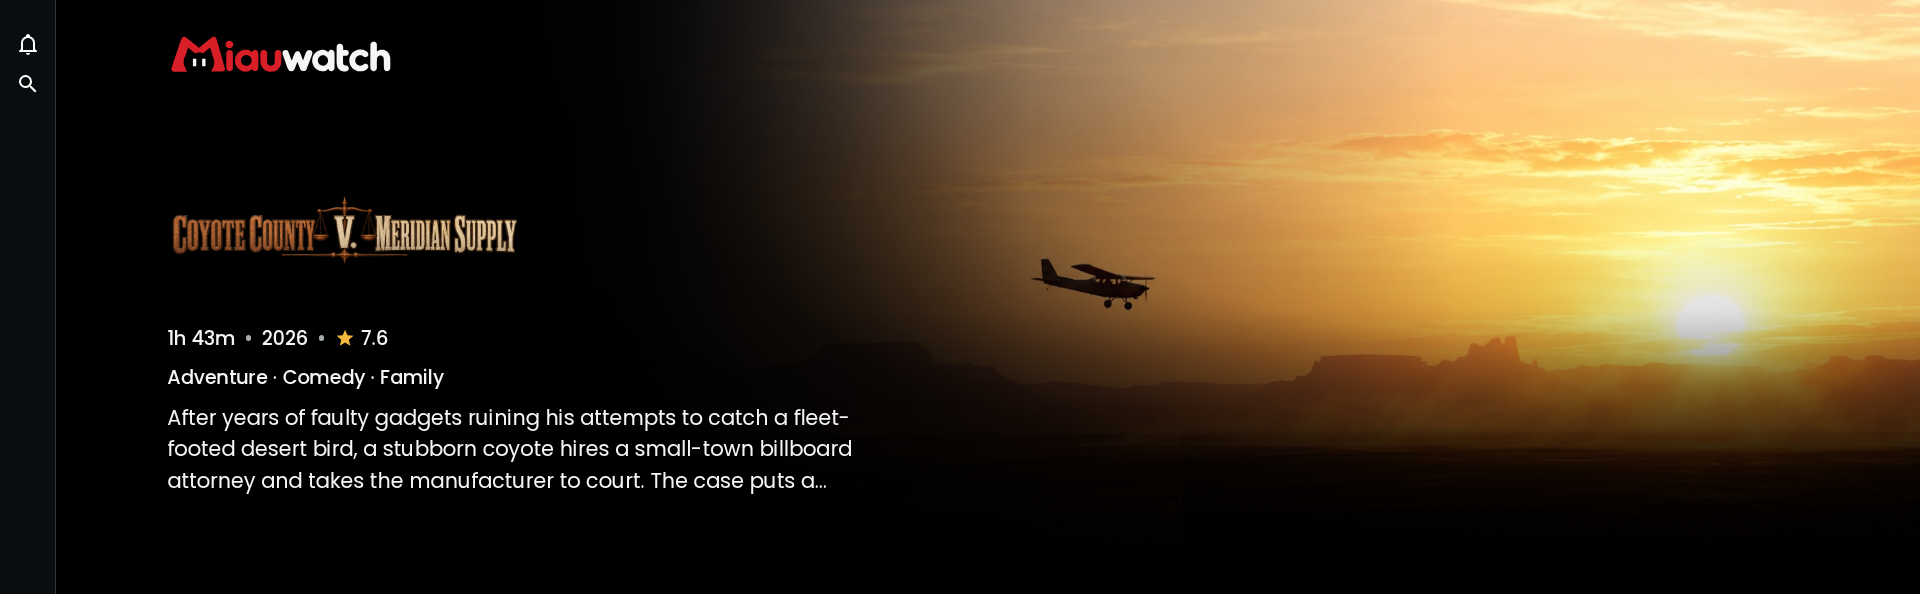 Miauwatch
COYOTE COUNTY V. MERIDIAN SUPPLY
1h 43m • 2026 • ★ 7.6
Adventure · Comedy · Family
After years of faulty gadgets ruining his attempts to catch a fleet-
footed desert bird, a stubborn coyote hires a small-town billboard
attorney and takes the manufacturer to court. The case puts a...